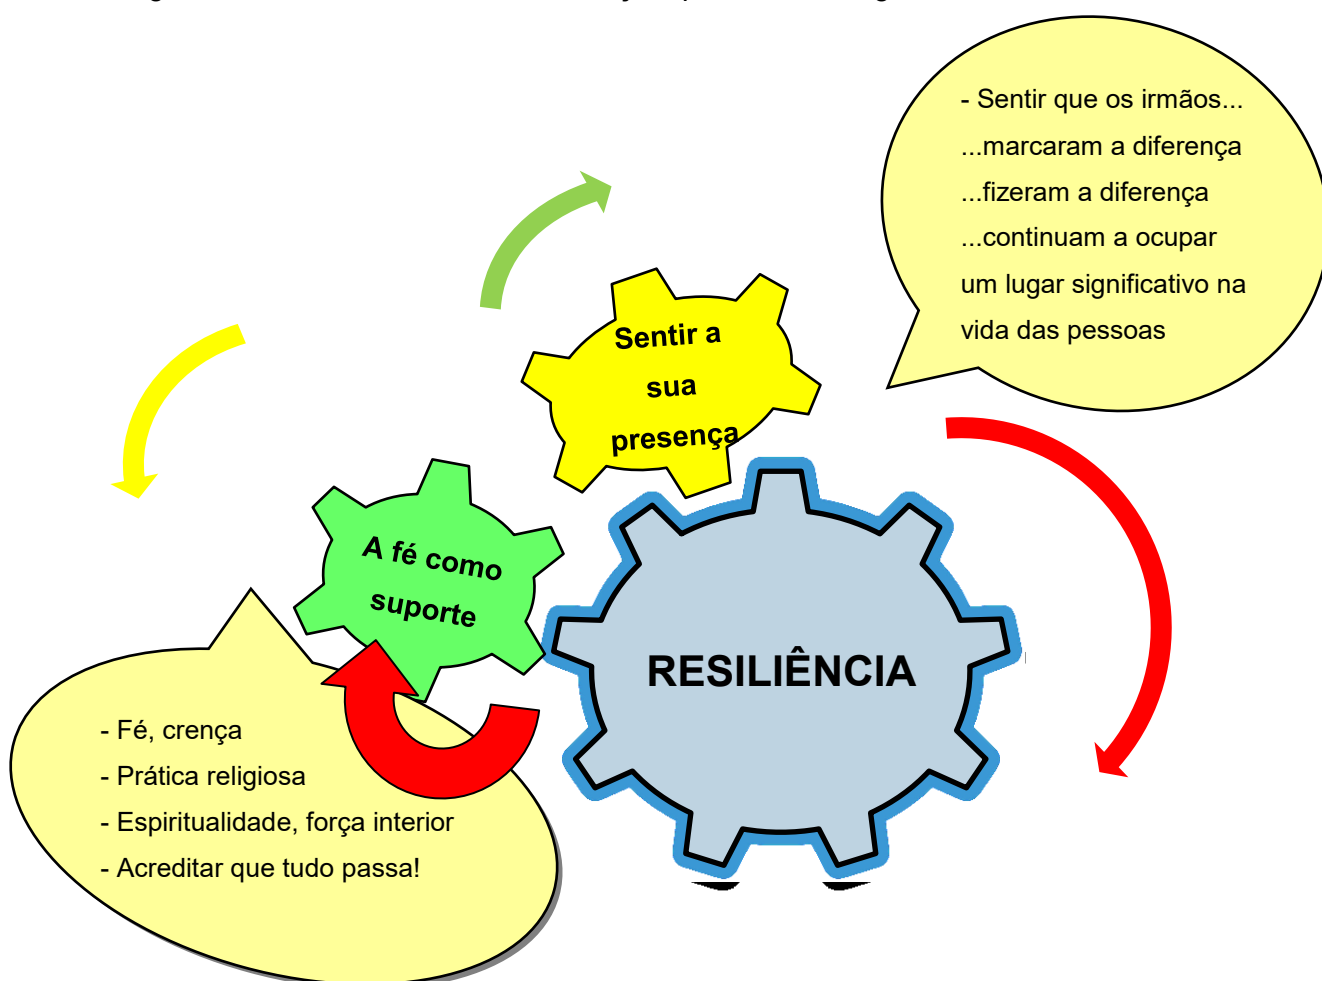 - Sentir que os irmãos...
...marcaram a diferença
...fizeram a diferença
...continuam a ocupar
um lugar significativo na
vida das pessoas
Sentir a
sua
presença
A fé como
suporte
RESILIÊNCIA
- Fé, crença
- Prática religiosa
- Espiritualidade, força interior
- Acreditar que tudo passa!